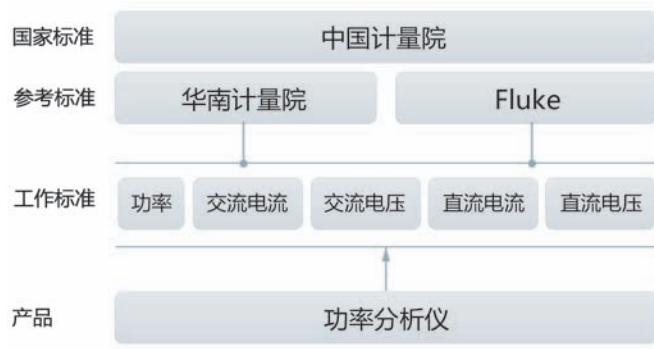 国家标准 中国计量院
参考标准 华南计量院 Fluke
工作标准 功率 交流电流 交流电压 直流电流 直流电压
产品 功率分析仪